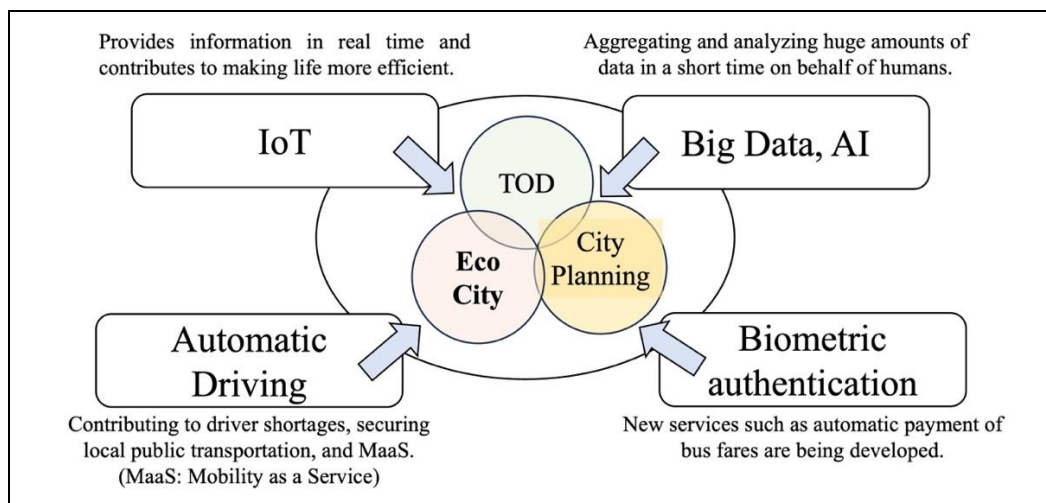 Provides information in real time and
contributes to making life more efficient.
Aggregating and analyzing huge amounts of
data in a short time on behalf of humans.
IoT
Big Data, AI
TOD
Eco
City
City
Planning
Automatic
Driving
Biometric
authentication
Contributing to driver shortages, securing
local public transportation, and MaaS.
(MaaS: Mobility as a Service)
New services such as automatic payment of
bus fares are being developed.